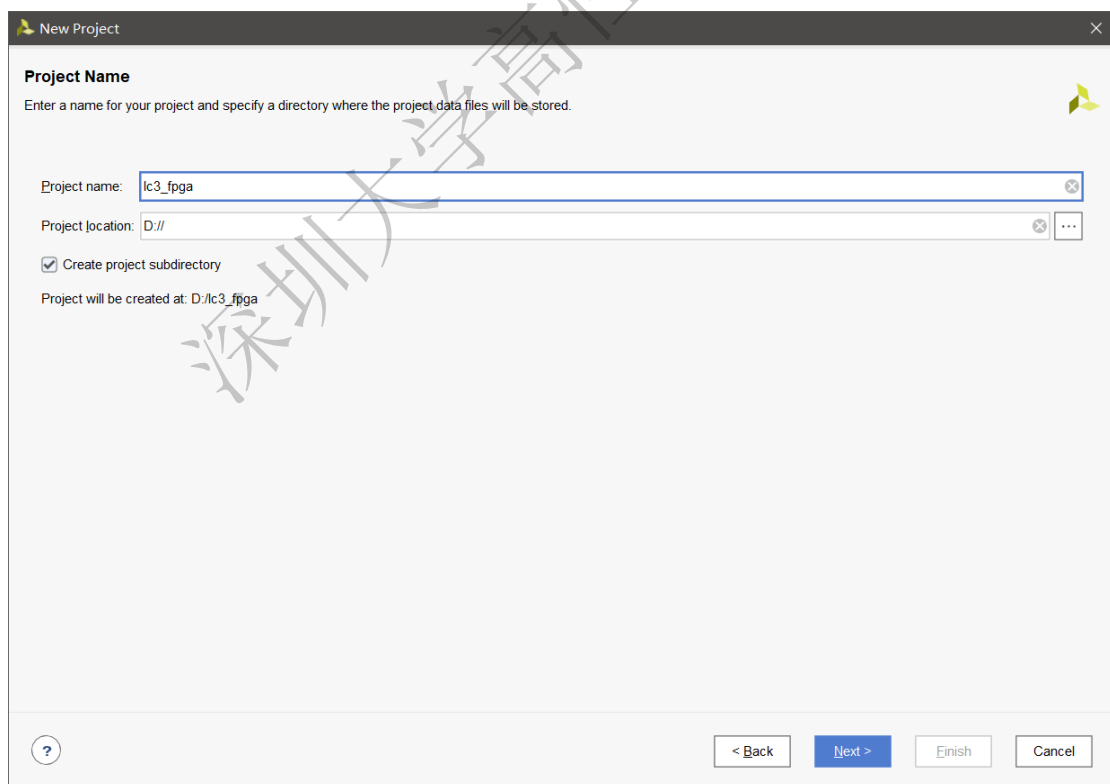 New Project
Project Name
Enter a name for your project and specify a directory where the project data files will be stored.
Project name: lc3_fpga
Project location: D:// ...
Create project subdirectory
Project will be created at: D:/lc3_fpga
深圳大学高性
? < Back Next > Finish Cancel